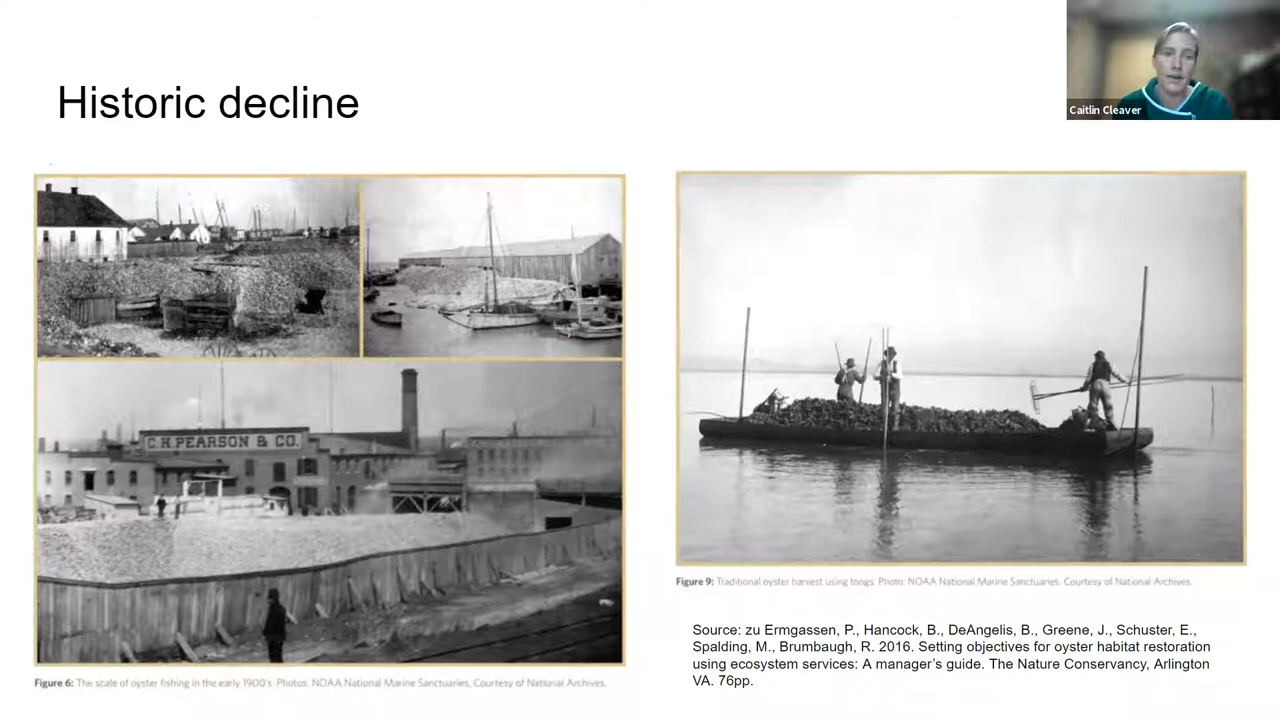 Historic decline
Caitlin Cleaver
C.H. PEARSON & CO.
Figure 6: The scale of oyster fishing in the early 1900's. Photos: NOAA National Marine Sanctuaries, Courtesy of National Archives.
Figure 9: Traditional oyster harvest using tongs. Photo: NOAA National Marine Sanctuaries. Courtesy of National Archives.
Source: zu Ermgassen, P., Hancock, B., DeAngelis, B., Greene, J., Schuster, E.,
Spalding, M., Brumbaugh, R. 2016. Setting objectives for oyster habitat restoration
using ecosystem services: A manager's guide. The Nature Conservancy, Arlington
VA. 76pp.